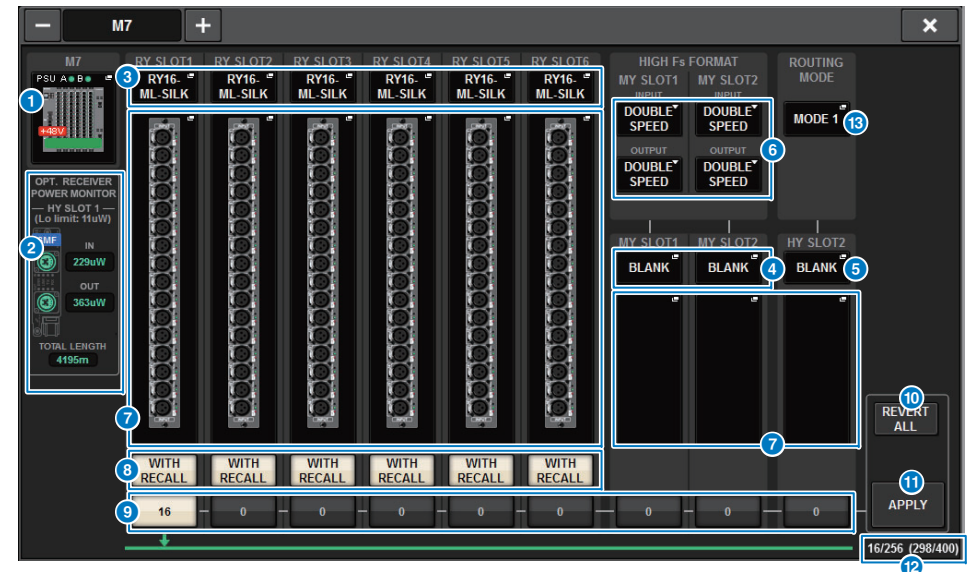 − M7 + ×
M7
PSU A B
+48V
1
OPT. RECEIVER
POWER MONITOR
HY SLOT 1
(Lo limit: 11uW)
SMF
2
IN
229uW
OUT
363uW
TOTAL LENGTH
4195m
RY SLOT1 RY SLOT2 RY SLOT3 RY SLOT4 RY SLOT5 RY SLOT6
3
RY16- RY16- RY16- RY16- RY16- RY16-
ML-SILK ML-SILK ML-SILK ML-SILK ML-SILK ML-SILK
7
8
WITH WITH WITH WITH WITH WITH
RECALL RECALL RECALL RECALL RECALL RECALL
9
16 0 0 0 0 0 0 0 0
HIGH Fs FORMAT
MY SLOT1 MY SLOT2
INPUT INPUT
DOUBLE DOUBLE
SPEED SPEED
6
OUTPUT OUTPUT
DOUBLE DOUBLE
SPEED SPEED
ROUTING
MODE
MODE 1
13
MY SLOT1 MY SLOT2 HY SLOT2
BLANK BLANK 4 BLANK 5
7
10
REVERT
ALL
11
APPLY
16/256 (298/400)
12